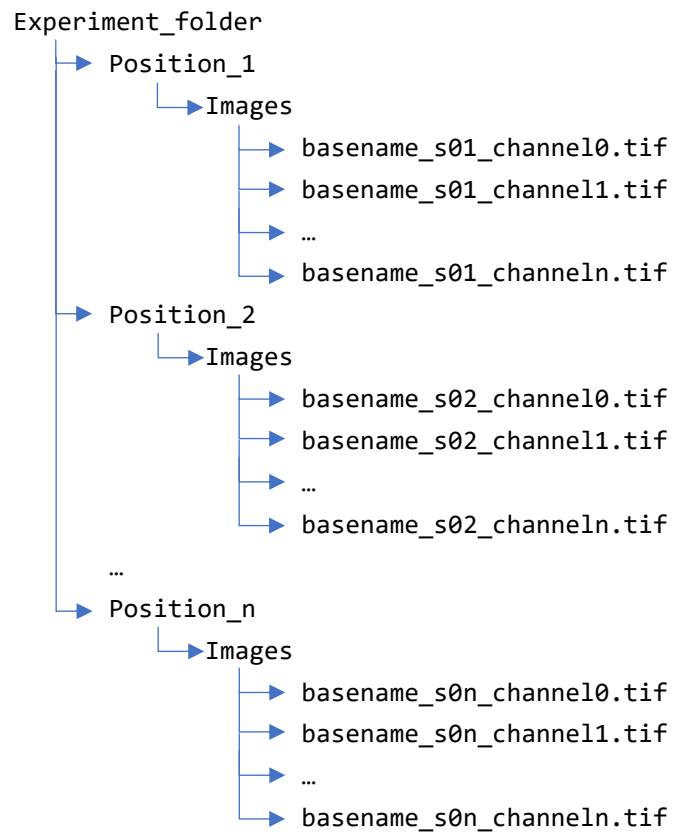 Experiment_folder
Position_1
Images
basename_s01_channel0.tif
basename_s01_channel1.tif
…
basename_s01_channeln.tif
Position_2
Images
basename_s02_channel0.tif
basename_s02_channel1.tif
…
basename_s02_channeln.tif
…
Position_n
Images
basename_s0n_channel0.tif
basename_s0n_channel1.tif
…
basename_s0n_channeln.tif